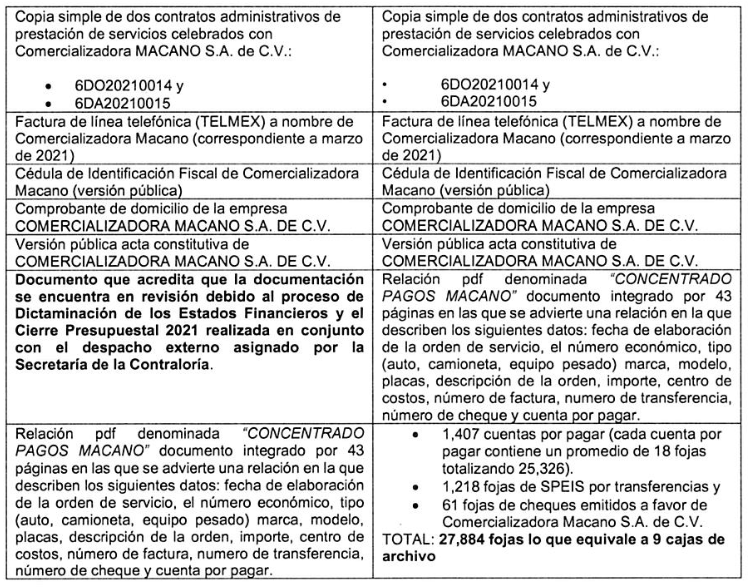 Copia simple de dos contratos administrativos de
prestación de servicios celebrados con
Comercializadora MACANO S.A. de C.V.:
• 6DO20210014 y
• 6DA20210015
Copia simple de dos contratos administrativos de
prestación de servicios celebrados con
Comercializadora MACANO S.A. de C.V.:
• 6DO20210014 y
• 6DA20210015
Factura de línea telefónica (TELMEX) a nombre de
Comercializadora Macano (correspondiente a marzo
de 2021)
Factura de línea telefónica (TELMEX) a nombre de
Comercializadora Macano (correspondiente a marzo
de 2021)
Cédula de Identificación Fiscal de Comercializadora
Macano (versión pública)
Cédula de Identificación Fiscal de Comercializadora
Macano (versión pública)
Comprobante de domicilio de la empresa
COMERCIALIZADORA MACANO S.A. DE C.V.
Comprobante de domicilio de la empresa
COMERCIALIZADORA MACANO S.A. DE C.V.
Versión pública acta constitutiva de
COMERCIALIZADORA MACANO S.A. DE C.V.
Versión pública acta constitutiva de
COMERCIALIZADORA MACANO S.A. DE C.V.
Documento que acredita que la documentación
se encuentra en revisión debido al proceso de
Dictaminación de los Estados Financieros y el
Cierre Presupuestal 2021 realizada en conjunto
con el despacho externo asignado por la
Secretaría de la Contraloría.
Relación pdf denominada “CONCENTRADO
PAGOS MACANO” documento integrado por 43
páginas en las que se advierte una relación en la que
describen los siguientes datos: fecha de elaboración
de la orden de servicio, el número económico, tipo
(auto, camioneta, equipo pesado) marca, modelo,
placas, descripción de la orden, importe, centro de
costos, número de factura, numero de transferencia,
número de cheque y cuenta por pagar.
Relación pdf denominada “CONCENTRADO
PAGOS MACANO” documento integrado por 43
páginas en las que se advierte una relación en la que
describen los siguientes datos: fecha de elaboración
de la orden de servicio, el número económico, tipo
(auto, camioneta, equipo pesado) marca, modelo,
placas, descripción de la orden, importe, centro de
costos, número de factura, numero de transferencia,
número de cheque y cuenta por pagar.
• 1,407 cuentas por pagar (cada cuenta por
pagar contiene un promedio de 18 fojas
totalizando 25,326).
• 1,218 fojas de SPEIS por transferencias y
• 61 fojas de cheques emitidos a favor de
Comercializadora Macano S.A. de C.V.
TOTAL: 27,884 fojas lo que equivale a 9 cajas de
archivo